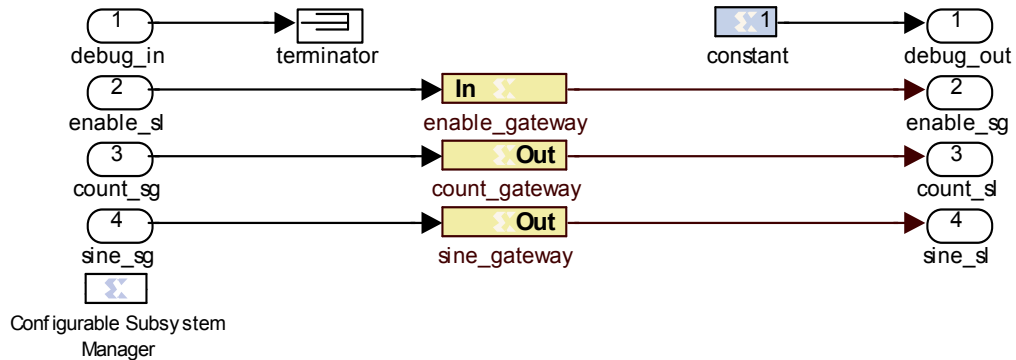 1 1 1
debug_in terminator constant debug_out
2 In 2
enable_sl enable_gateway enable_sg
3 Out 3
count_sg count_gateway count_sl
4 Out 4
sine_sg sine_gateway sine_sl
Configurable Subsystem
Manager